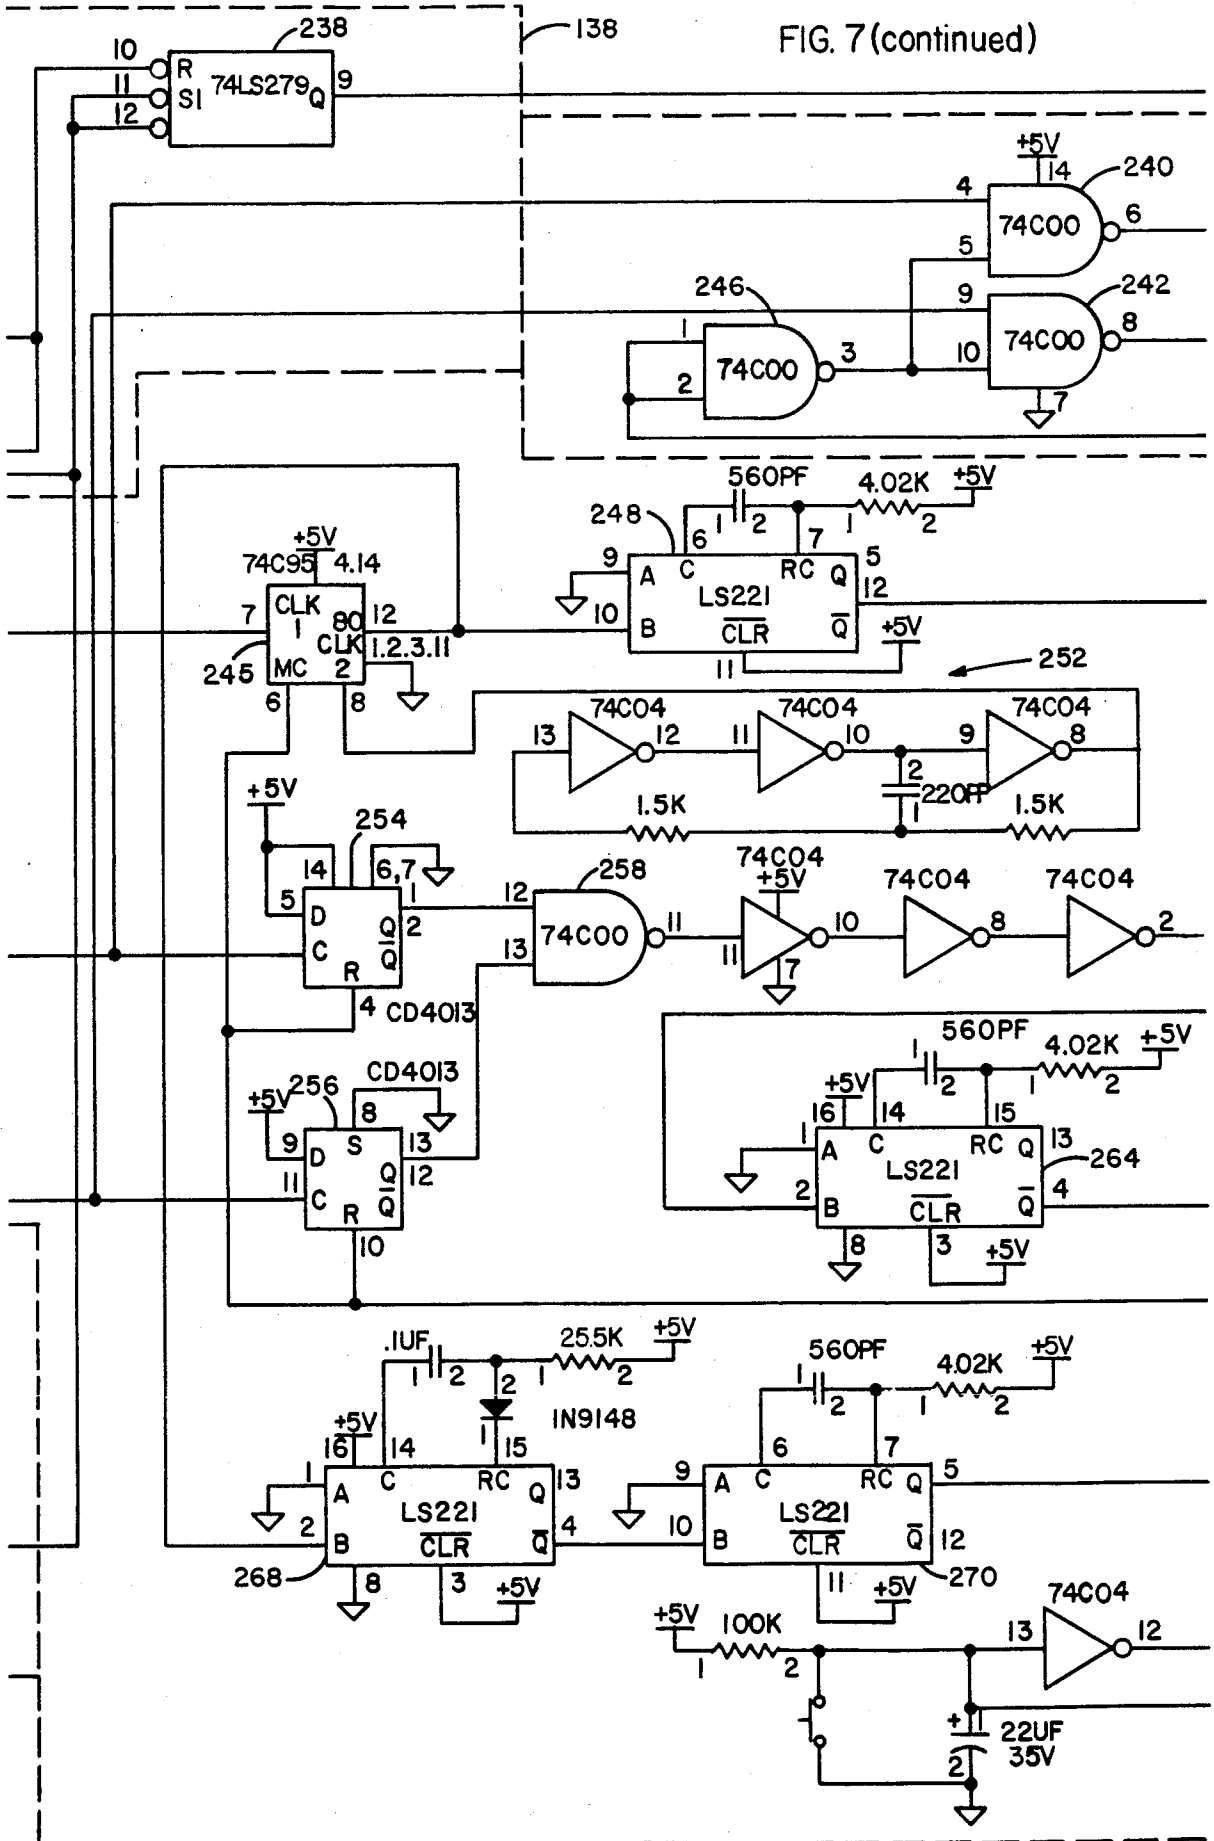 FIG. 7 (continued)
238
138
10
R
11
S1
12
74LS279
Q
9
+5V
14
240
4
74C00
6
5
246
9
242
1
74C00
3
74C00
8
2
10
7
560PF
4.02K
+5V
248
1
2
1
2
6
7
9
A
C
RC
Q
5
LS221
12
10
B
CLR
Q
11
+5V
+5V
74C95
4.14
7
CLK
1
80
12
CLK
1.2.3.11
245
MC
2
6
8
252
74C04
74C04
74C04
13
12
11
10
9
8
2
220PF
1
1.5K
1.5K
+5V
254
14
6,7
1
5
D
Q
2
C
Q
R
4
CD4013
258
12
74C00
11
13
74C04
+5V
11
10
7
74C04
8
74C04
2
CD4013
+5V
256
8
S
9
D
13
Q
12
11
C
Q
R
10
560PF
4.02K
+5V
1
2
1
2
+5V
16
14
15
1
A
C
RC
Q
13
LS221
264
2
B
CLR
Q
4
8
3
+5V
.1UF
25.5K
+5V
1
2
2
1
2
1N9148
+5V
1
16
14
15
1
A
C
RC
Q
13
LS221
2
B
CLR
Q
4
268
8
3
+5V
560PF
4.02K
+5V
1
2
1
2
6
7
9
A
C
RC
Q
5
LS221
10
B
CLR
Q
12
11
+5V
270
+5V
100K
1
2
74C04
13
12
+
1
22UF
35V
2